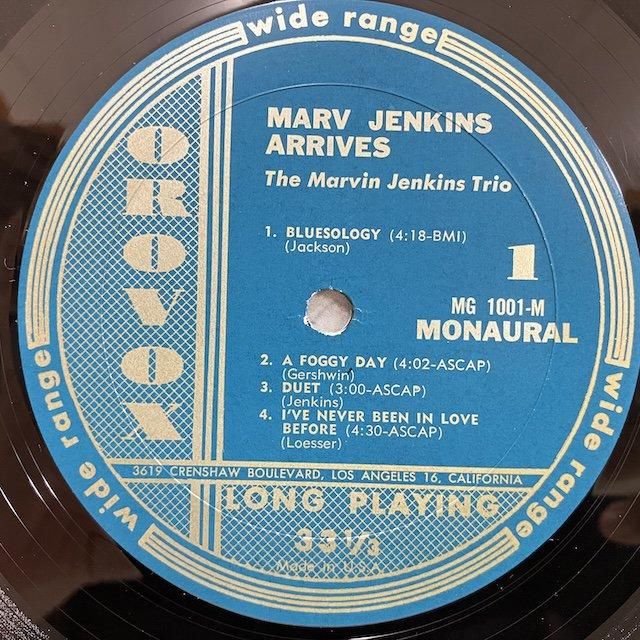 wide range
MARV JENKINS
ARRIVES
The Marvin Jenkins Trio
OROVOX
1. BLUESOLOGY (4:18-BMI)
(Jackson)
1
MG 1001-M
MONAURAL
2. A FOGGY DAY (4:02-ASCAP)
(Gershwin)
3. DUET (3:00-ASCAP)
(Jenkins)
4. I'VE NEVER BEEN IN LOVE
BEFORE (4:30-ASCAP)
(Loesser)
wide range
wide range
3619 CRENSHAW BOULEVARD, LOS ANGELES 16, CALIFORNIA
LONG PLAYING
33 1/3
Made in U.S.A.